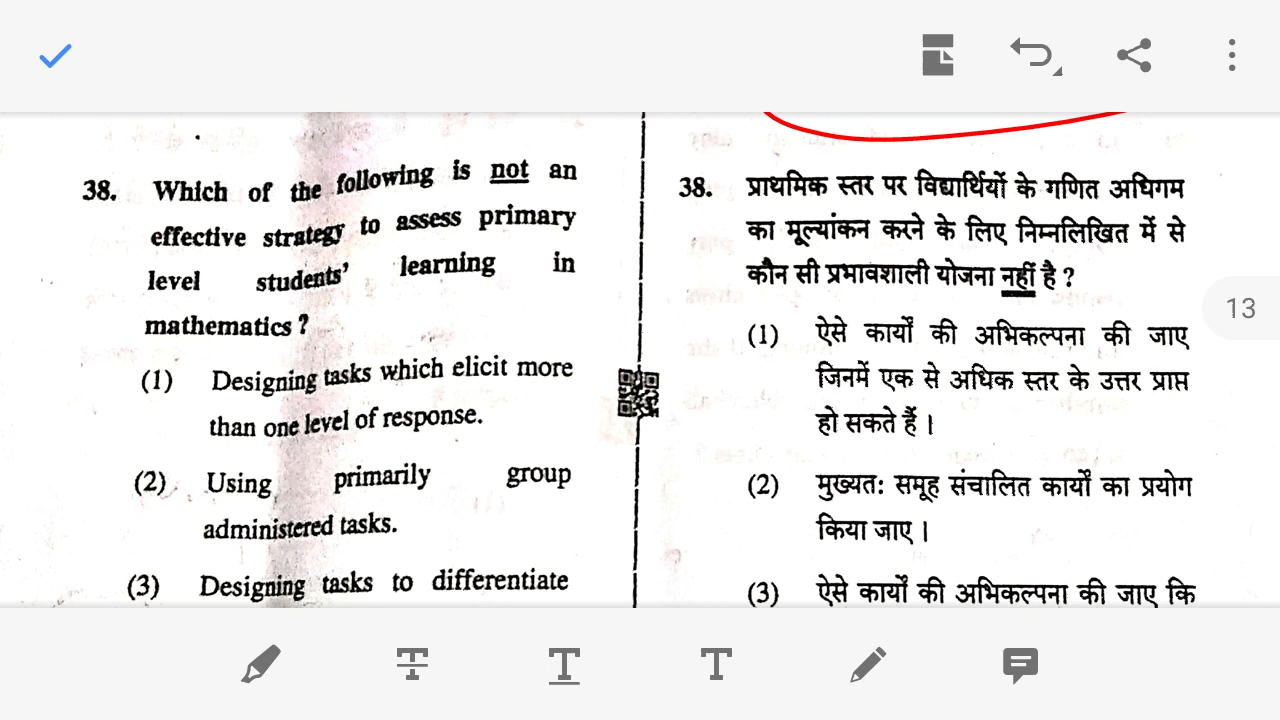 13
38. Which of the following is not an
effective strategy to assess primary
level students' learning in
mathematics ?
(1) Designing tasks which elicit more
than one level of response.
(2) Using primarily group
administered tasks.
(3) Designing tasks to differentiate
38. प्राथमिक स्तर पर विद्यार्थियों के गणित अधिगम
का मूल्यांकन करने के लिए निम्नलिखित में से
कौन सी प्रभावशाली योजना नहीं है ?
(1) ऐसे कार्यों की अभिकल्पना की जाए
जिनमें एक से अधिक स्तर के उत्तर प्राप्त
हो सकते हैं ।
(2) मुख्यतः समूह संचालित कार्यों का प्रयोग
किया जाए ।
(3) ऐसे कार्यों की अभिकल्पना की जाए कि